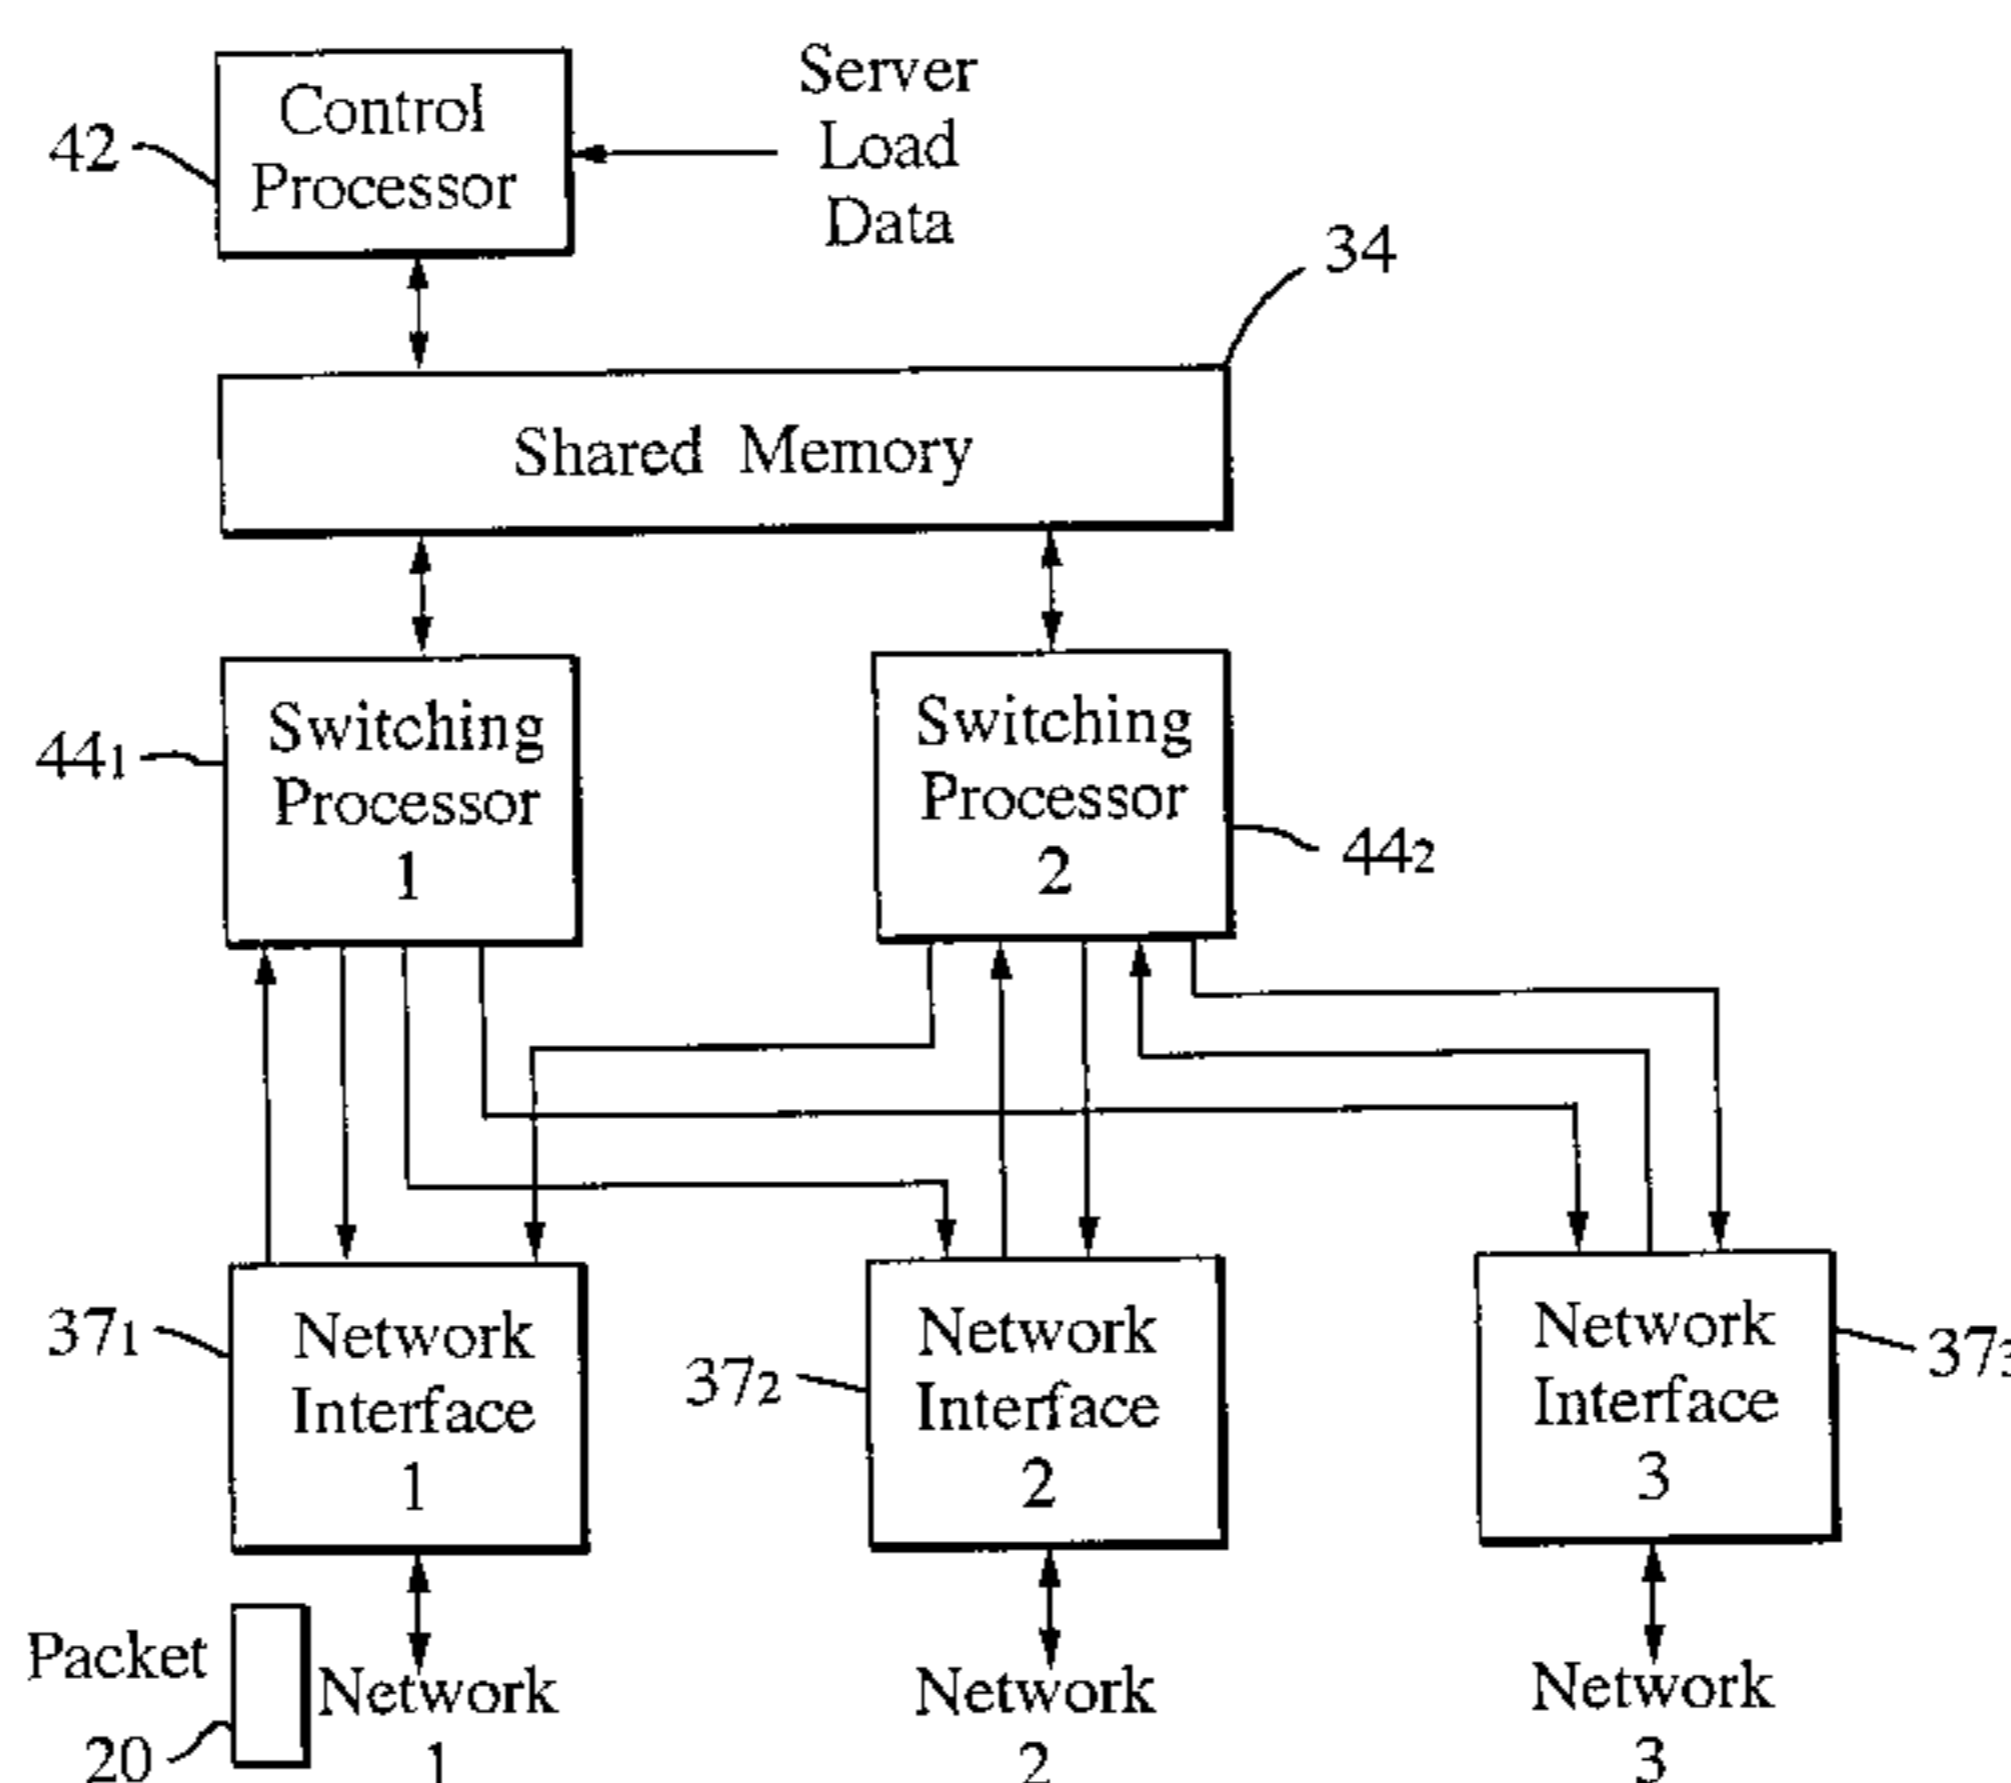 Control
Processor
42
Server
Load
Data
34
Shared Memory
Switching
Processor
1
44₁
Switching
Processor
2
44₂
Network
Interface
1
37₁
Network
Interface
2
37₂
Network
Interface
3
37₃
Packet
20
Network
1
Network
2
Network
3